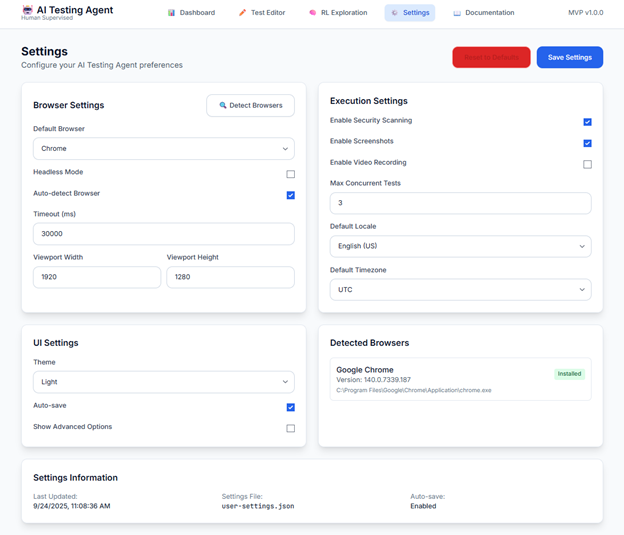 AI Testing Agent
Human Supervised
Dashboard
Test Editor
RL Exploration
Settings
Documentation
MVP v1.0.0
Settings
Configure your AI Testing Agent preferences
Reset to Defaults
Save Settings
Browser Settings
Detect Browsers
Default Browser
Chrome
Headless Mode
Auto-detect Browser
Timeout (ms)
30000
Viewport Width
Viewport Height
1920
1280
Execution Settings
Enable Security Scanning
Enable Screenshots
Enable Video Recording
Max Concurrent Tests
3
Default Locale
English (US)
Default Timezone
UTC
UI Settings
Theme
Light
Auto-save
Show Advanced Options
Detected Browsers
Google Chrome
Installed
Version: 140.0.7339.187
C:\Program Files\Google\Chrome\Application\chrome.exe
Settings Information
Last Updated:
9/24/2025, 11:08:36 AM
Settings File:
user-settings.json
Auto-save:
Enabled